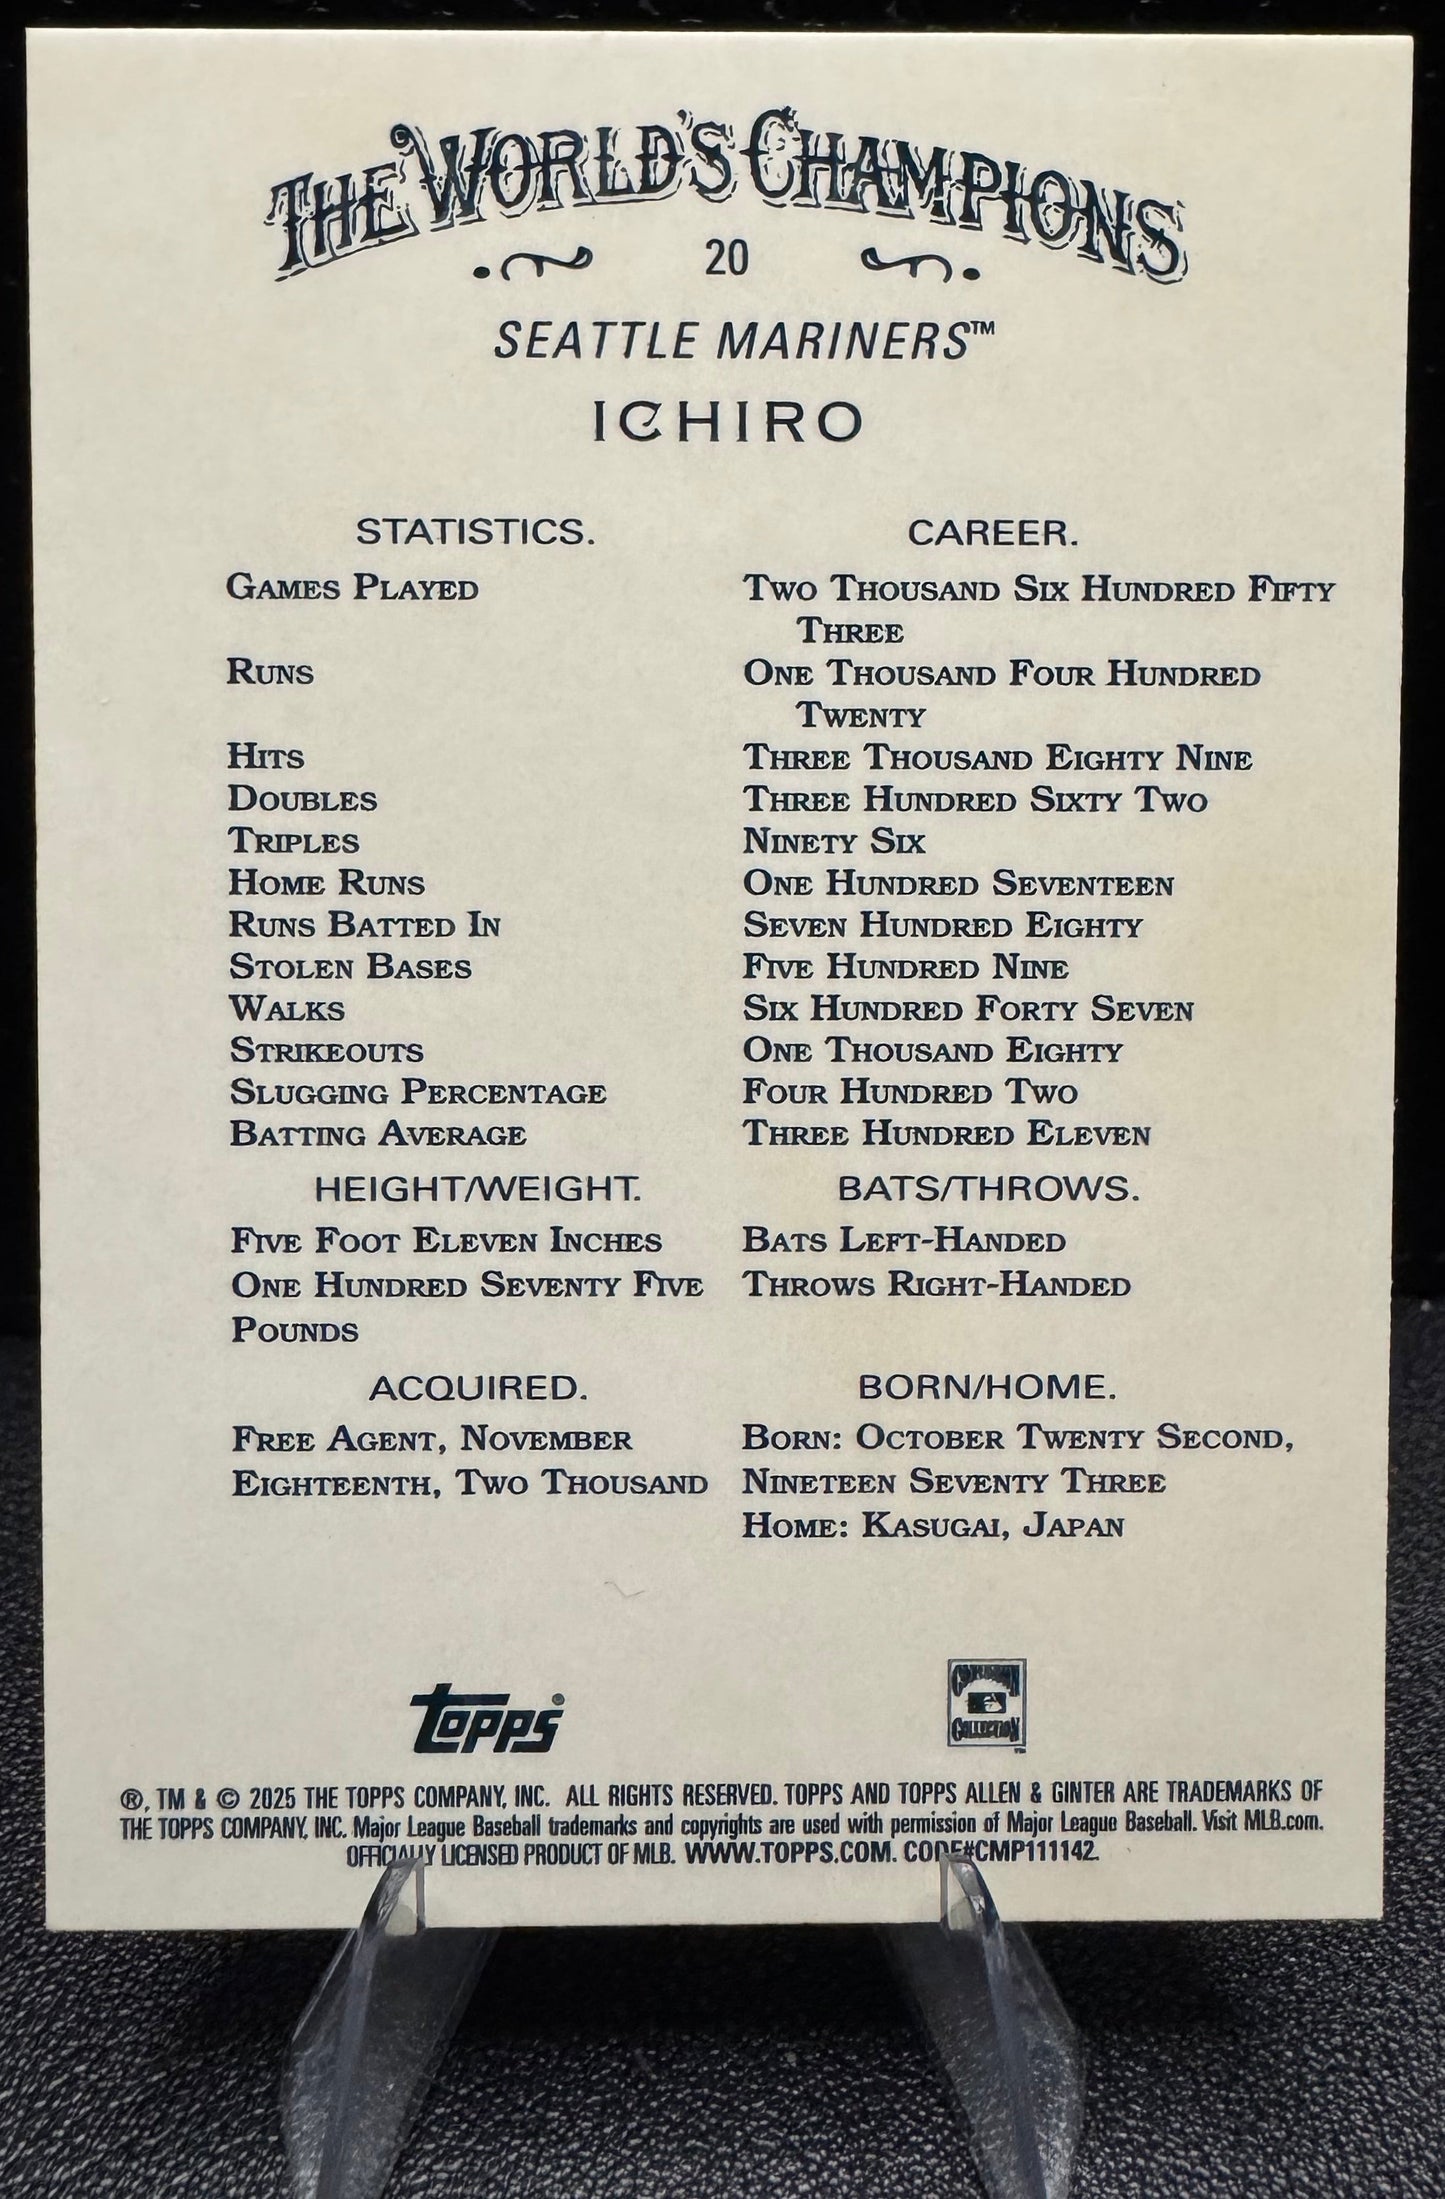 THE WORLD'S CHAMPIONS
20
SEATTLE MARINERS™
ICHIRO
STATISTICS. CAREER.
GAMES PLAYED TWO THOUSAND SIX HUNDRED FIFTY
THREE
RUNS ONE THOUSAND FOUR HUNDRED
TWENTY
HITS THREE THOUSAND EIGHTY NINE
DOUBLES THREE HUNDRED SIXTY TWO
TRIPLES NINETY SIX
HOME RUNS ONE HUNDRED SEVENTEEN
RUNS BATTED IN SEVEN HUNDRED EIGHTY
STOLEN BASES FIVE HUNDRED NINE
WALKS SIX HUNDRED FORTY SEVEN
STRIKEOUTS ONE THOUSAND EIGHTY
SLUGGING PERCENTAGE FOUR HUNDRED TWO
BATTING AVERAGE THREE HUNDRED ELEVEN
HEIGHT/WEIGHT. BATS/THROWS.
FIVE FOOT ELEVEN INCHES BATS LEFT-HANDED
ONE HUNDRED SEVENTY FIVE THROWS RIGHT-HANDED
POUNDS
ACQUIRED. BORN/HOME.
FREE AGENT, NOVEMBER BORN: OCTOBER TWENTY SECOND,
EIGHTEENTH, TWO THOUSAND NINETEEN SEVENTY THREE
HOME: KASUGAI, JAPAN
topps® COOPERSTOWN
COLLECTION™
®, TM & © 2025 THE TOPPS COMPANY, INC. ALL RIGHTS RESERVED. TOPPS AND TOPPS ALLEN & GINTER ARE TRADEMARKS OF
THE TOPPS COMPANY, INC. Major League Baseball trademarks and copyrights are used with permission of Major League Baseball. Visit MLB.com.
OFFICIALLY LICENSED PRODUCT OF MLB. WWW.TOPPS.COM. CODE#CMP111142